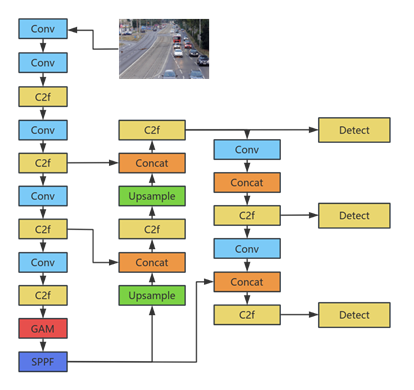 Conv
Conv
C2f
Conv
C2f
Conv
C2f
Conv
C2f
GAM
SPPF
C2f
Concat
Upsample
C2f
Concat
Upsample
Conv
Concat
C2f
Conv
Concat
C2f
Detect
Detect
Detect